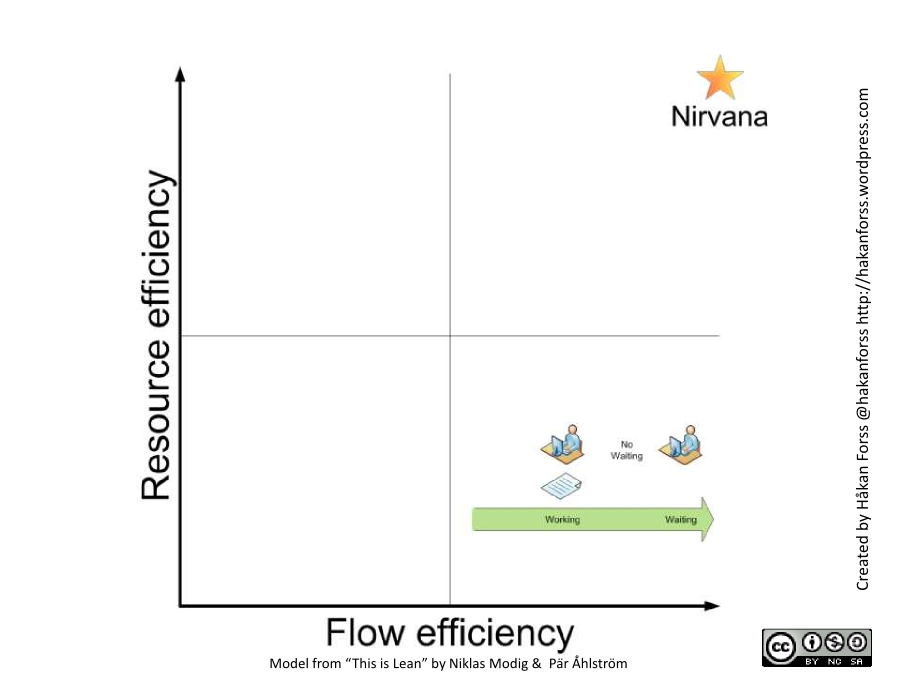 Nirvana
Resource efficiency
No
Waiting
Working
Waiting
Flow efficiency
Model from “This is Lean” by Niklas Modig & Pär Åhlström
Created by Håkan Forss @hakanforss http://hakanforss.wordpress.com
cc
BY NC SA